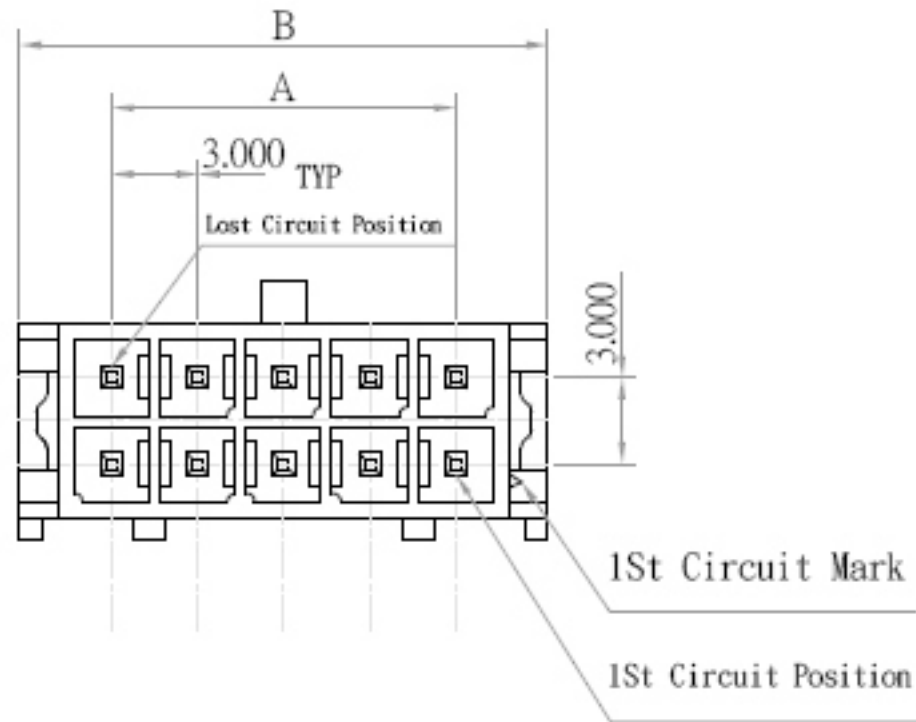 B
A
3.000
TYP
Lost Circuit Position
3.000
1St Circuit Mark
1St Circuit Position